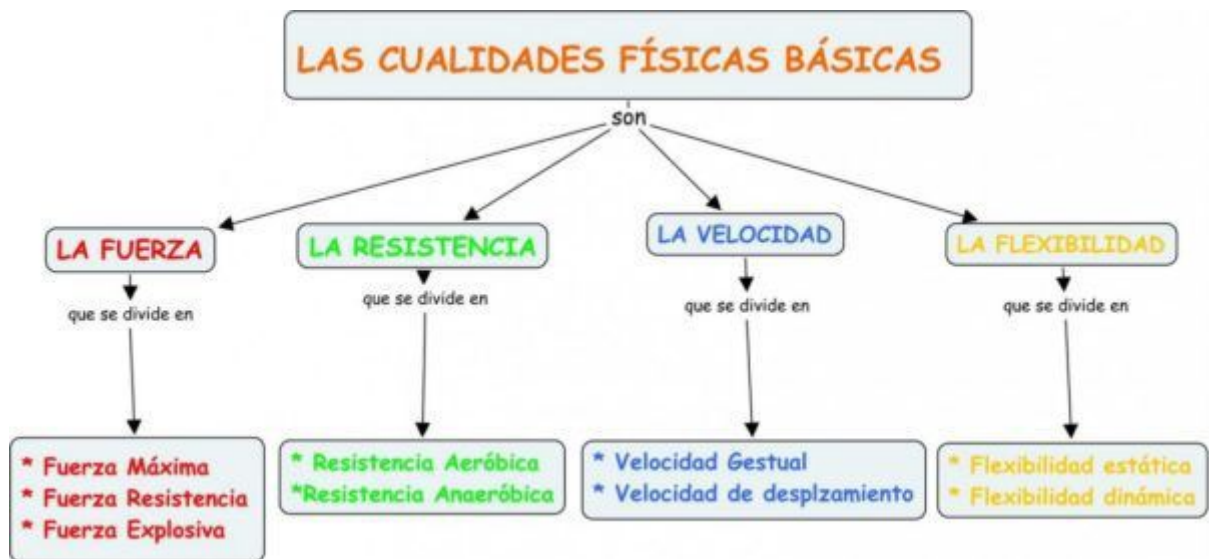 LAS CUALIDADES FÍSICAS BÁSICAS
son
LA FUERZA
LA RESISTENCIA
LA VELOCIDAD
LA FLEXIBILIDAD
que se divide en
que se divide en
que se divide en
que se divide en
* Fuerza Máxima
* Fuerza Resistencia
* Fuerza Explosiva
* Resistencia Aeróbica
*Resistencia Anaeróbica
* Velocidad Gestual
* Velocidad de desplzamiento
* Flexibilidad estática
* Flexibilidad dinámica